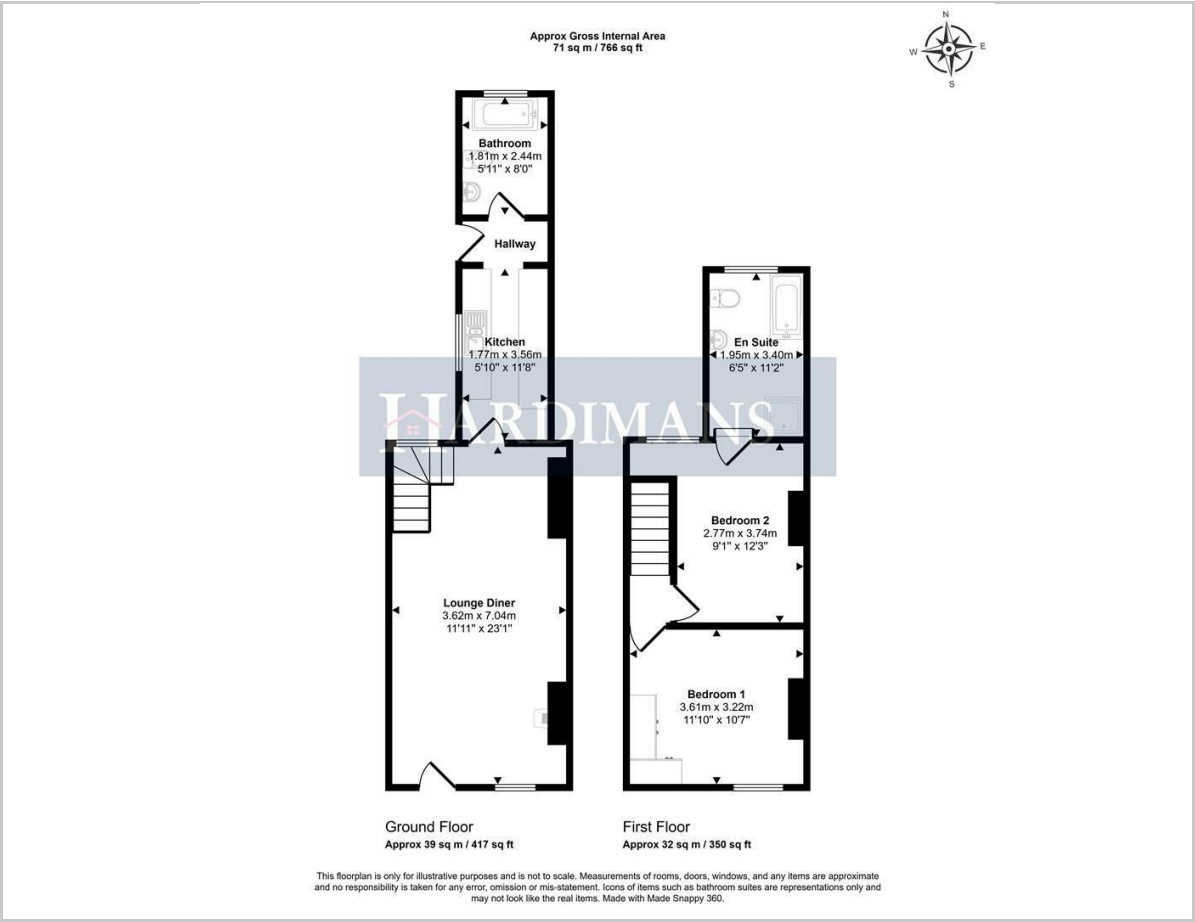 Approx Gross Internal Area
71 sq m / 766 sq ft
N
W
E
S
Bathroom
1.81m x 2.44m
5'11" x 8'0"
Hallway
Kitchen
1.77m x 3.56m
5'10" x 11'8"
En Suite
1.95m x 3.40m
6'5" x 11'2"
HARDIMANS
Bedroom 2
2.77m x 3.74m
9'1" x 12'3"
Lounge Diner
3.62m x 7.04m
11'11" x 23'1"
Bedroom 1
3.61m x 3.22m
11'10" x 10'7"
Ground Floor
Approx 39 sq m / 417 sq ft
First Floor
Approx 32 sq m / 350 sq ft
This floorplan is only for illustrative purposes and is not to scale. Measurements of rooms, doors, windows, and any items are approximate
and no responsibility is taken for any error, omission or mis-statement. Icons of items such as bathroom suites are representations only and
may not look like the real items. Made with Made Snappy 360.